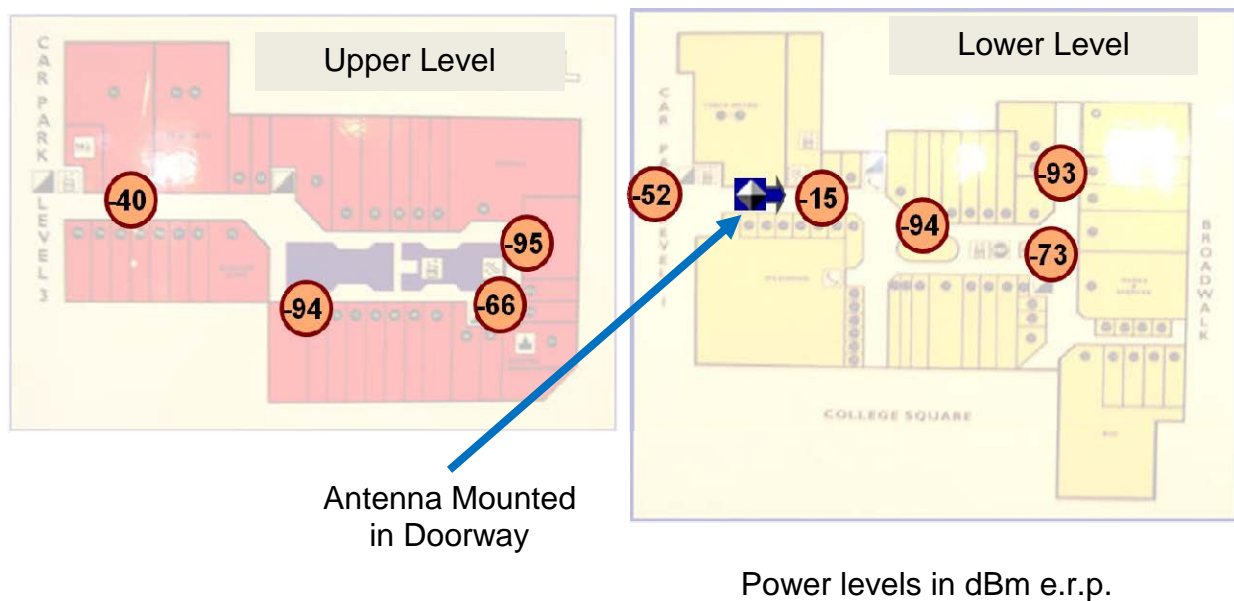 Upper Level
CAR PARK LEVEL 3
-40
-95
-94
-66
Lower Level
CAR PARK LEVEL 1
-52
-15
-94
-93
-73
BROADWALK
COLLEGE SQUARE
Antenna Mounted
in Doorway
Power levels in dBm e.r.p.